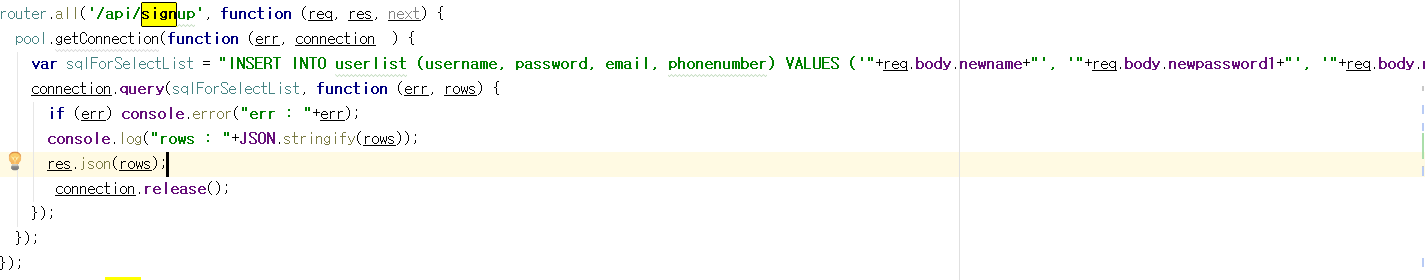 router.all('/api/signup', function (req, res, next) {
pool.getConnection(function (err, connection  ) {
var sqlForSelectList = "INSERT INTO userlist (username, password, email, phonenumber) VALUES ('"+req.body.newname+"', '"+req.body.newpassword1+"', '"+req.body.
connection.query(sqlForSelectList, function (err, rows) {
if (err) console.error("err : "+err);
console.log("rows : "+JSON.stringify(rows));
res.json(rows);
connection.release();
});
});
});